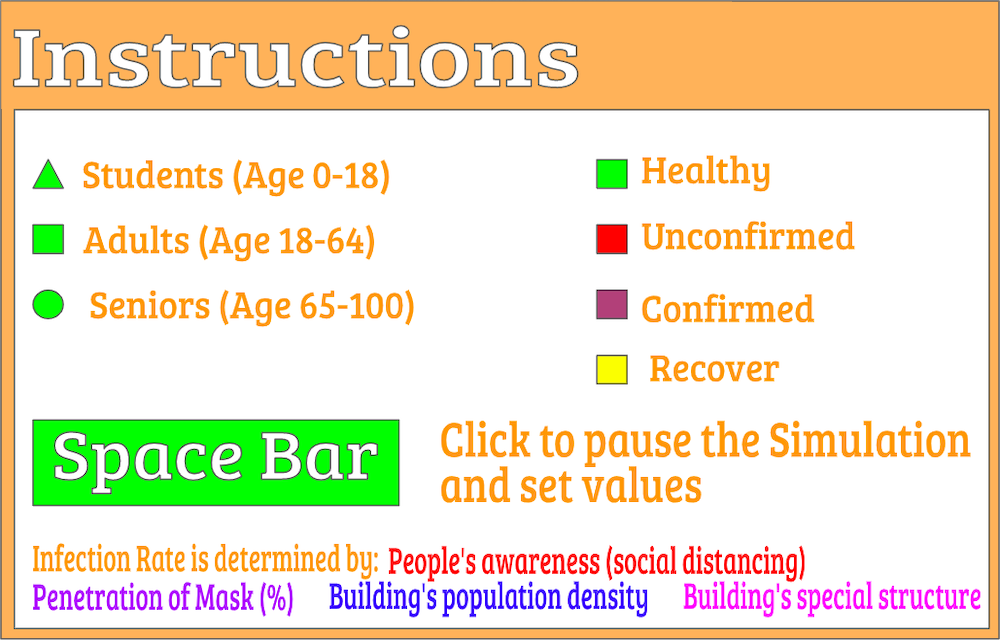 Instructions
Students (Age 0-18)
Adults (Age 18-64)
Seniors (Age 65-100)
Healthy
Unconfirmed
Confirmed
Recover
Space Bar
Click to pause the Simulation
and set values
Infection Rate is determined by: People's awareness (social distancing)
Penetration of Mask (%) Building's population density Building's special structure